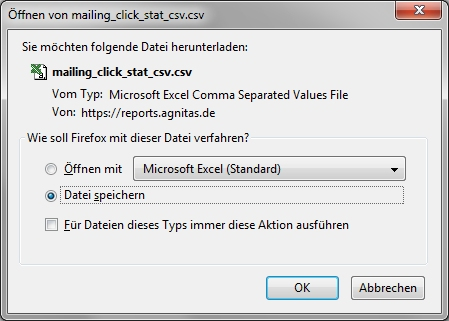 Öffnen von mailing_click_stat_csv.csv
Sie möchten folgende Datei herunterladen:
mailing_click_stat_csv.csv
Vom Typ: Microsoft Excel Comma Separated Values File
Von: https://reports.agnitas.de
Wie soll Firefox mit dieser Datei verfahren?
Öffnen mit Microsoft Excel (Standard)
Datei speichern
Für Dateien dieses Typs immer diese Aktion ausführen
OK Abbrechen